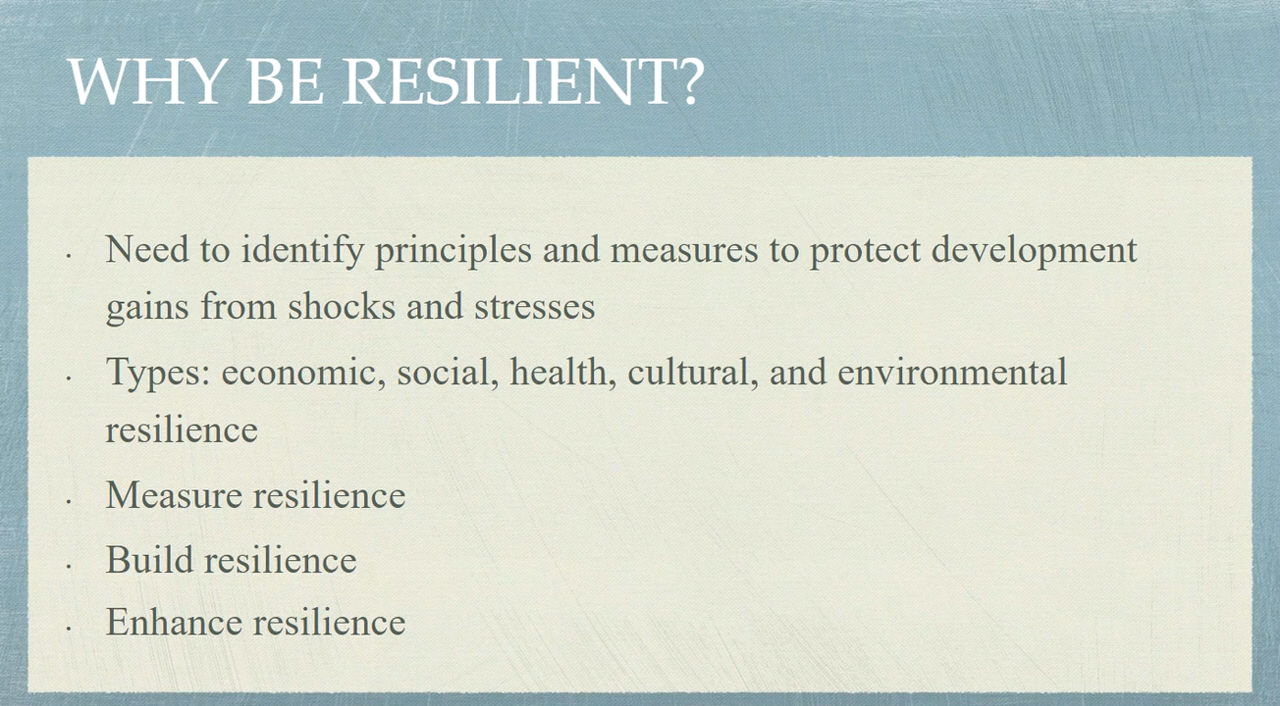 WHY BE RESILIENT?
· Need to identify principles and measures to protect development
gains from shocks and stresses
· Types: economic, social, health, cultural, and environmental
resilience
· Measure resilience
· Build resilience
· Enhance resilience